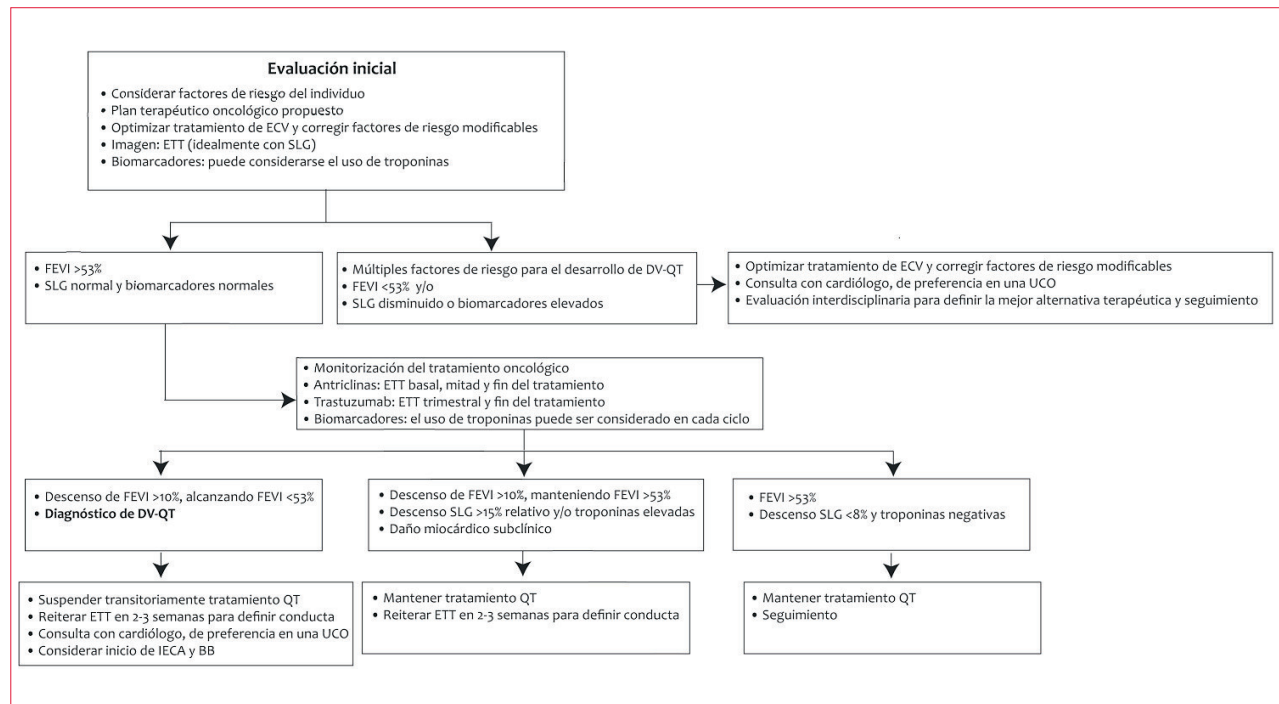 Evaluación inicial
• Considerar factores de riesgo del individuo
• Plan terapéutico oncológico propuesto
• Optimizar tratamiento de ECV y corregir factores de riesgo modificables
• Imagen: ETT (idealmente con SLG)
• Biomarcadores: puede considerarse el uso de troponinas
• FEVI >53%
• SLG normal y biomarcadores normales
• Múltiples factores de riesgo para el desarrollo de DV-QT
• FEVI <53% y/o
• SLG disminuido o biomarcadores elevados
• Optimizar tratamiento de ECV y corregir factores de riesgo modificables
• Consulta con cardiólogo, de preferencia en una UCO
• Evaluación interdisciplinaria para definir la mejor alternativa terapéutica y seguimiento
• Monitorización del tratamiento oncológico
• Antriclinas: ETT basal, mitad y fin del tratamiento
• Trastuzumab: ETT trimestral y fin del tratamiento
• Biomarcadores: el uso de troponinas puede ser considerado en cada ciclo
• Descenso de FEVI >10%, alcanzando FEVI <53%
• Diagnóstico de DV-QT
• Descenso de FEVI >10%, manteniendo FEVI >53%
• Descenso SLG >15% relativo y/o troponinas elevadas
• Daño miocárdico subclínico
• FEVI >53%
• Descenso SLG <8% y troponinas negativas
• Suspender transitoriamente tratamiento QT
• Reiterar ETT en 2-3 semanas para definir conducta
• Consulta con cardiólogo, de preferencia en una UCO
• Considerar inicio de IECA y BB
• Mantener tratamiento QT
• Reiterar ETT en 2-3 semanas para definir conducta
• Mantener tratamiento QT
• Seguimiento